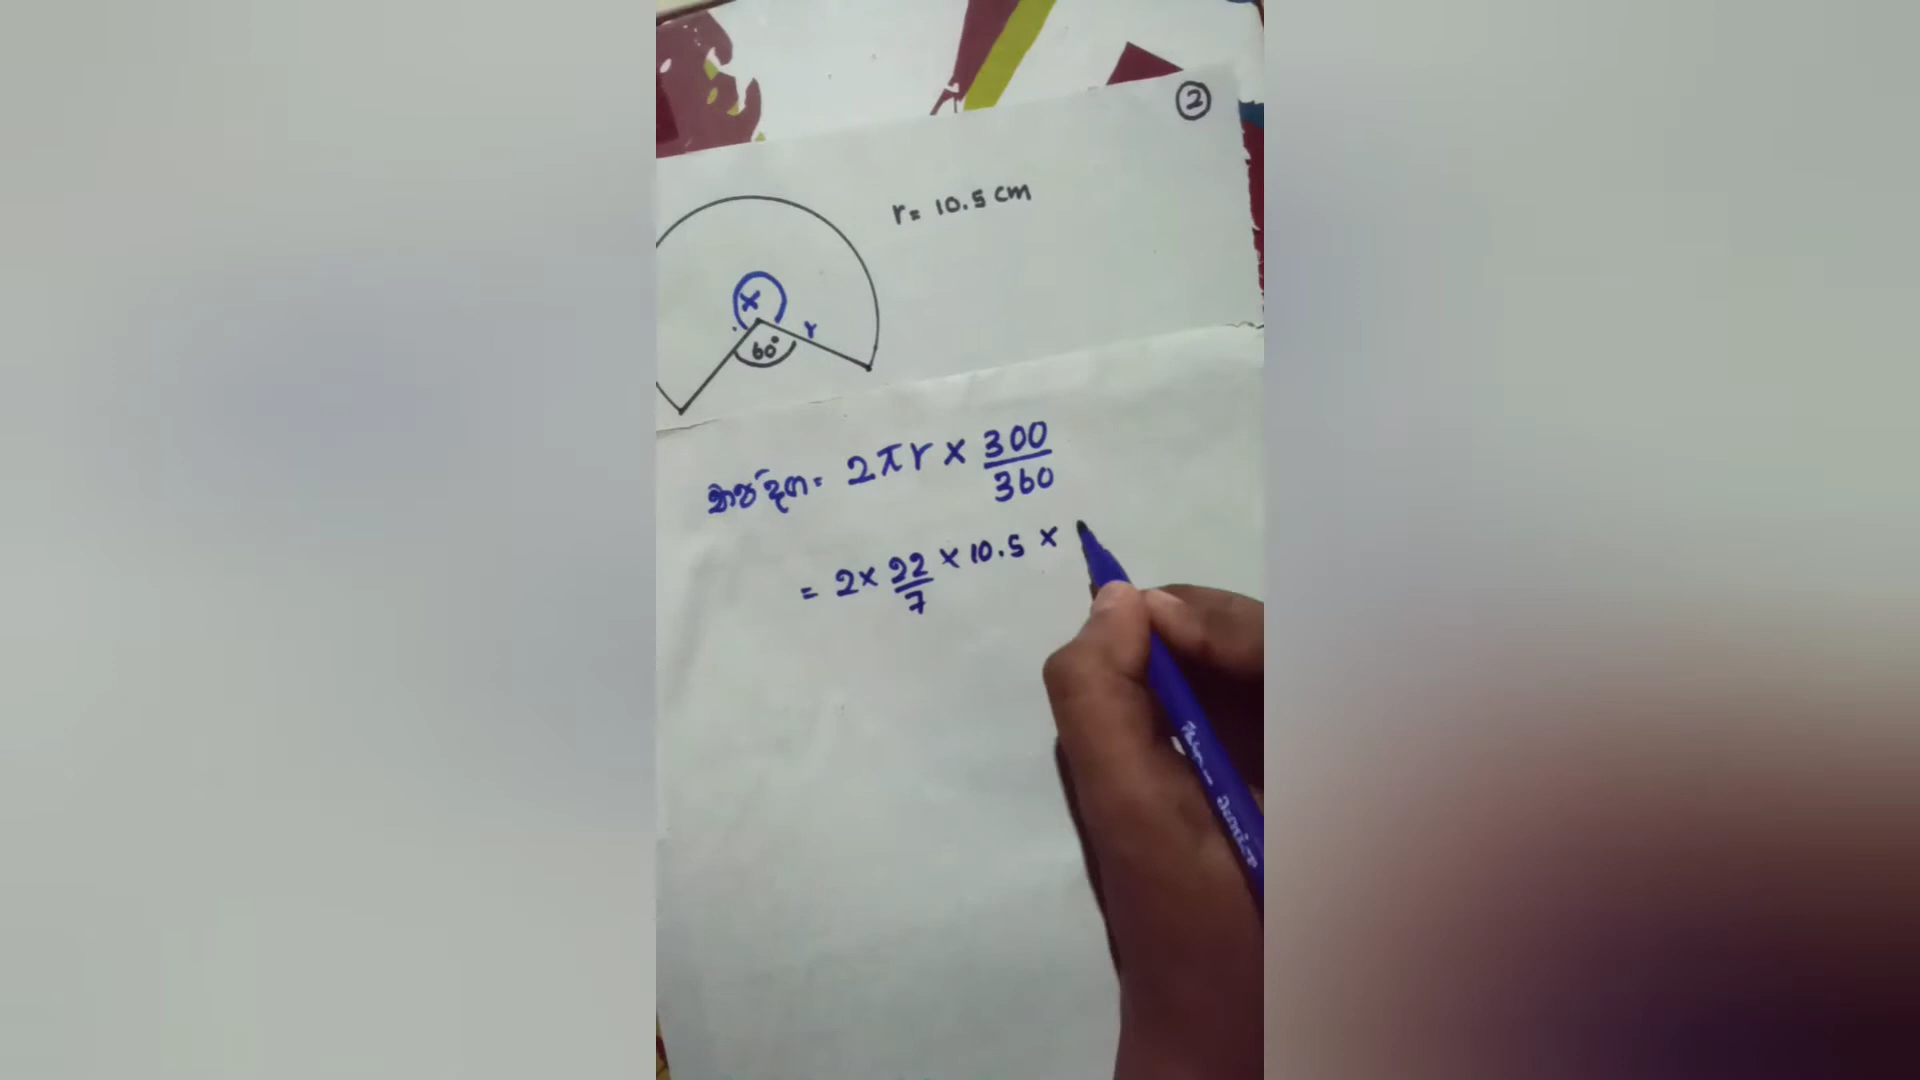 2
r= 10.5 cm
x
r
60°
චාප දිග = 2πr × 300/360
= 2 × 22/7 × 10.5 ×